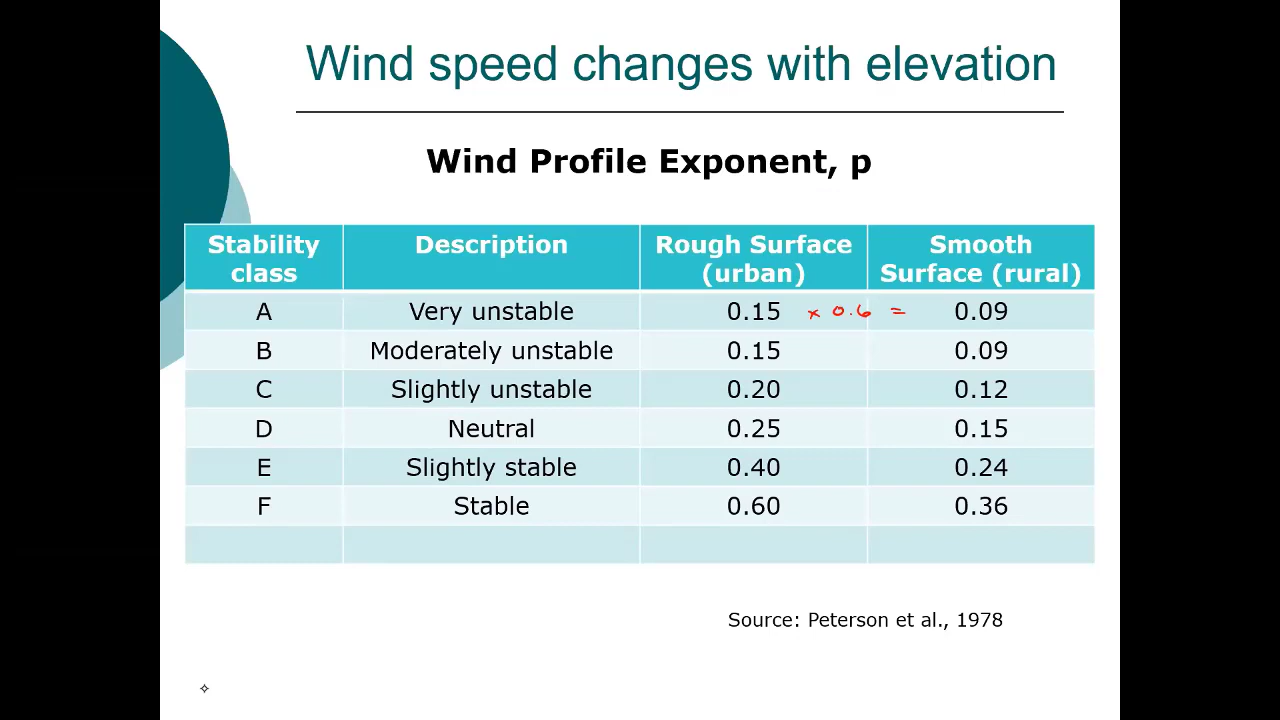 Wind speed changes with elevation
Wind Profile Exponent, p
Stability class Description Rough Surface (urban) Smooth Surface (rural)
A Very unstable 0.15 x 0.6 = 0.09
B Moderately unstable 0.15 0.09
C Slightly unstable 0.20 0.12
D Neutral 0.25 0.15
E Slightly stable 0.40 0.24
F Stable 0.60 0.36
Source: Peterson et al., 1978